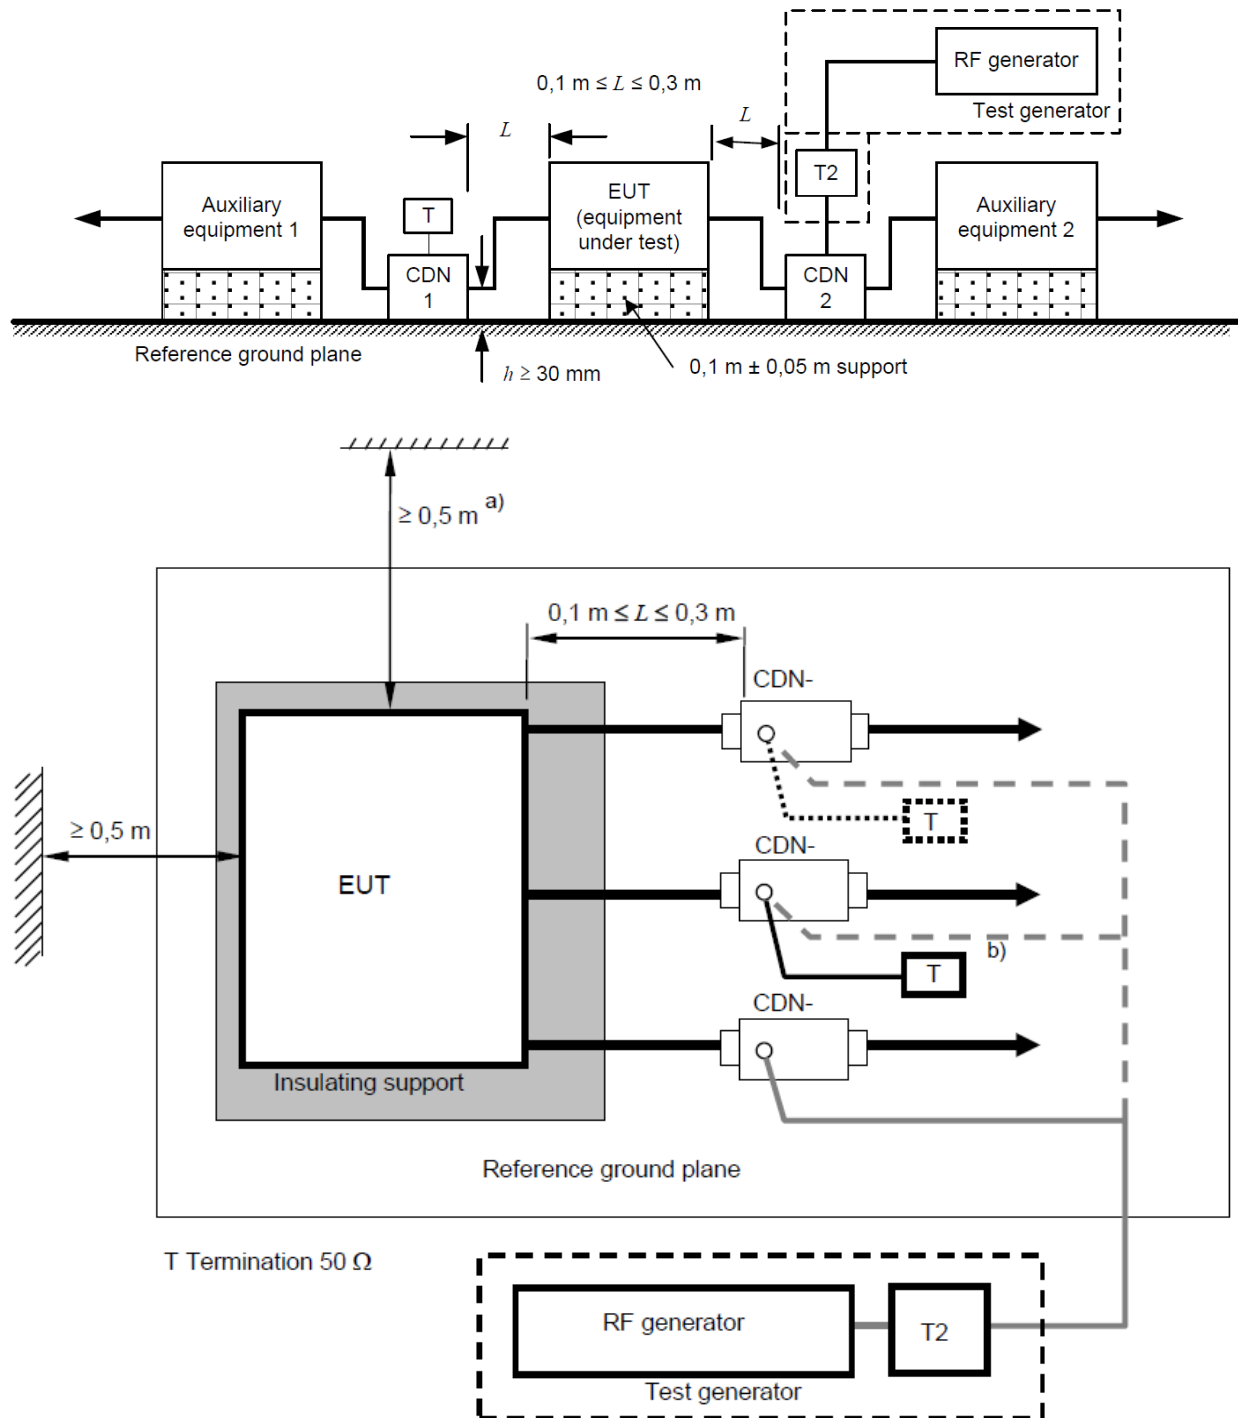 RF generator
Test generator
0,1 m ≤ L ≤ 0,3 m
L
L
T2
Auxiliary
equipment 1
T
EUT
(equipment
under test)
Auxiliary
equipment 2
CDN
1
CDN
2
Reference ground plane
h ≥ 30 mm
0,1 m ± 0,05 m support
≥ 0,5 m a)
0,1 m ≤ L ≤ 0,3 m
CDN-
T
≥ 0,5 m
CDN-
EUT
b)
T
CDN-
Insulating support
Reference ground plane
T Termination 50 Ω
RF generator
T2
Test generator